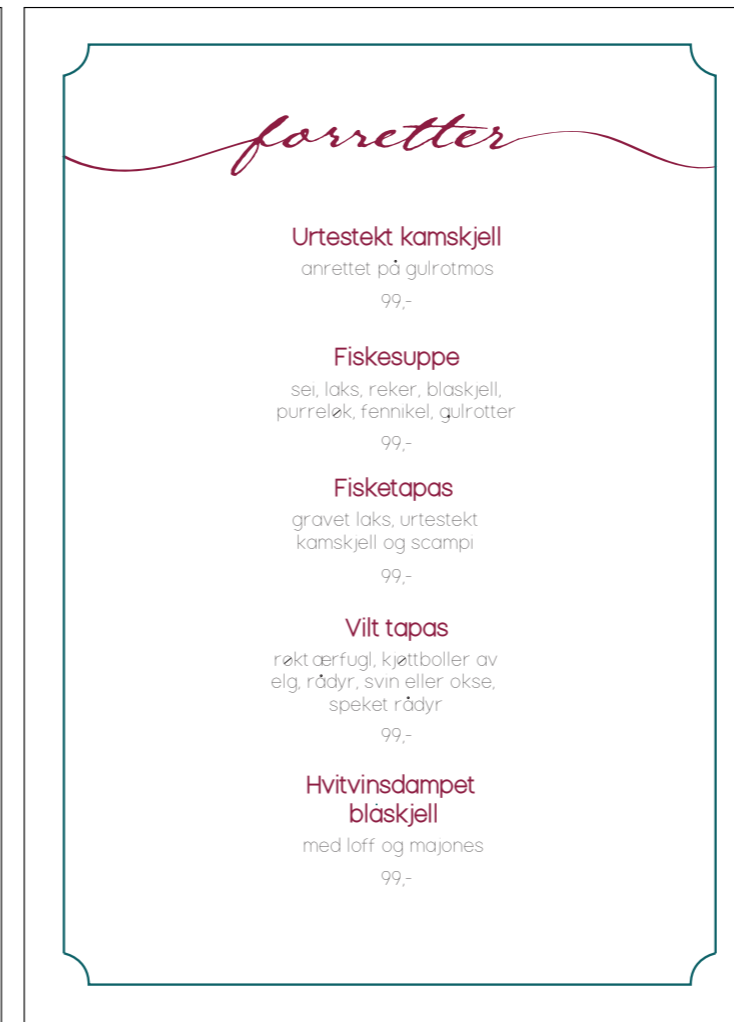 forretter
Urtestekt kamskjell
anrettet på gulrotmos
99,-
Fiskesuppe
sei, laks, reker, blaskjell,
purreløk, fennikel, gulrotter
99,-
Fisketapas
gravet laks, urtestekt
kamskjell og scampi
99,-
Vilt tapas
røkt ærfugl, kjøttboller av
elg, rådyr, svin eller okse,
speket rådyr
99,-
Hvitvinsdampet
blåskjell
med loff og majones
99,-